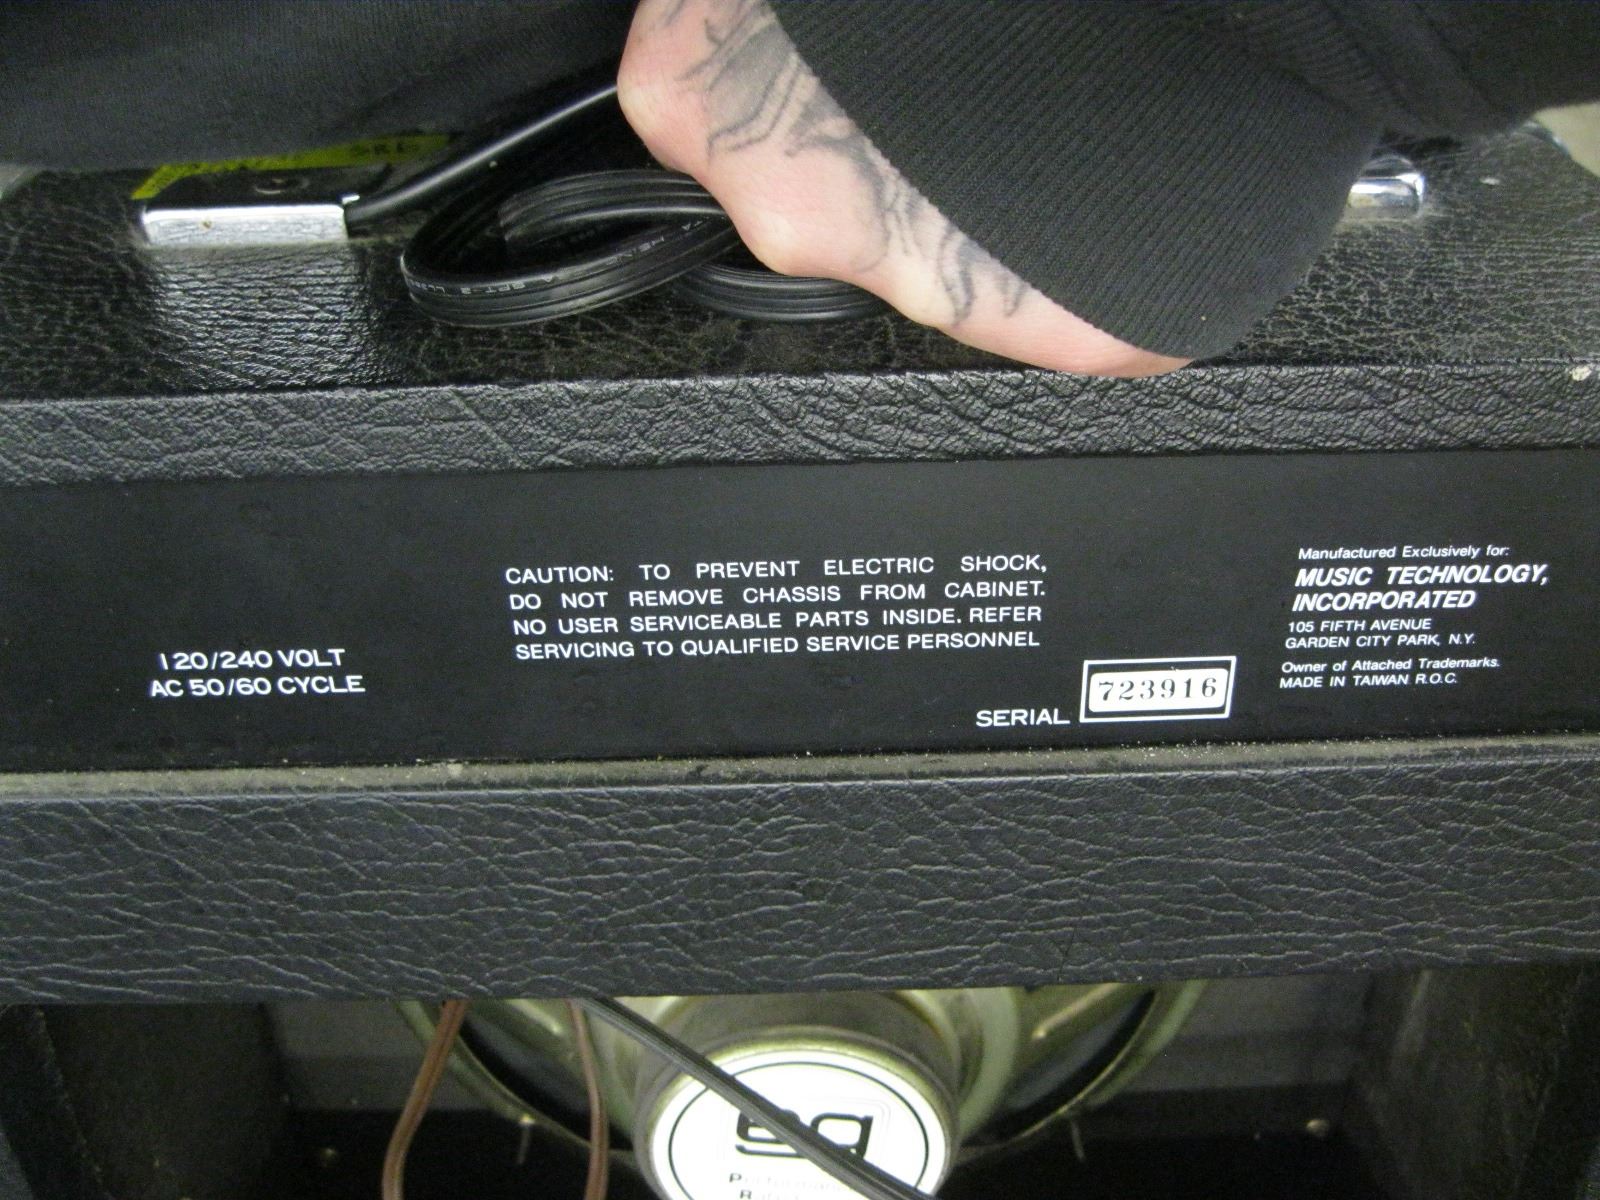 SRG
CAUTION: TO PREVENT ELECTRIC SHOCK,
DO NOT REMOVE CHASSIS FROM CABINET.
NO USER SERVICEABLE PARTS INSIDE. REFER
SERVICING TO QUALIFIED SERVICE PERSONNEL
120/240 VOLT
AC 50/60 CYCLE
SERIAL 723916
Manufactured Exclusively for:
MUSIC TECHNOLOGY,
INCORPORATED
105 FIFTH AVENUE
GARDEN CITY PARK, N.Y.
Owner of Attached Trademarks.
MADE IN TAIWAN R.O.C.